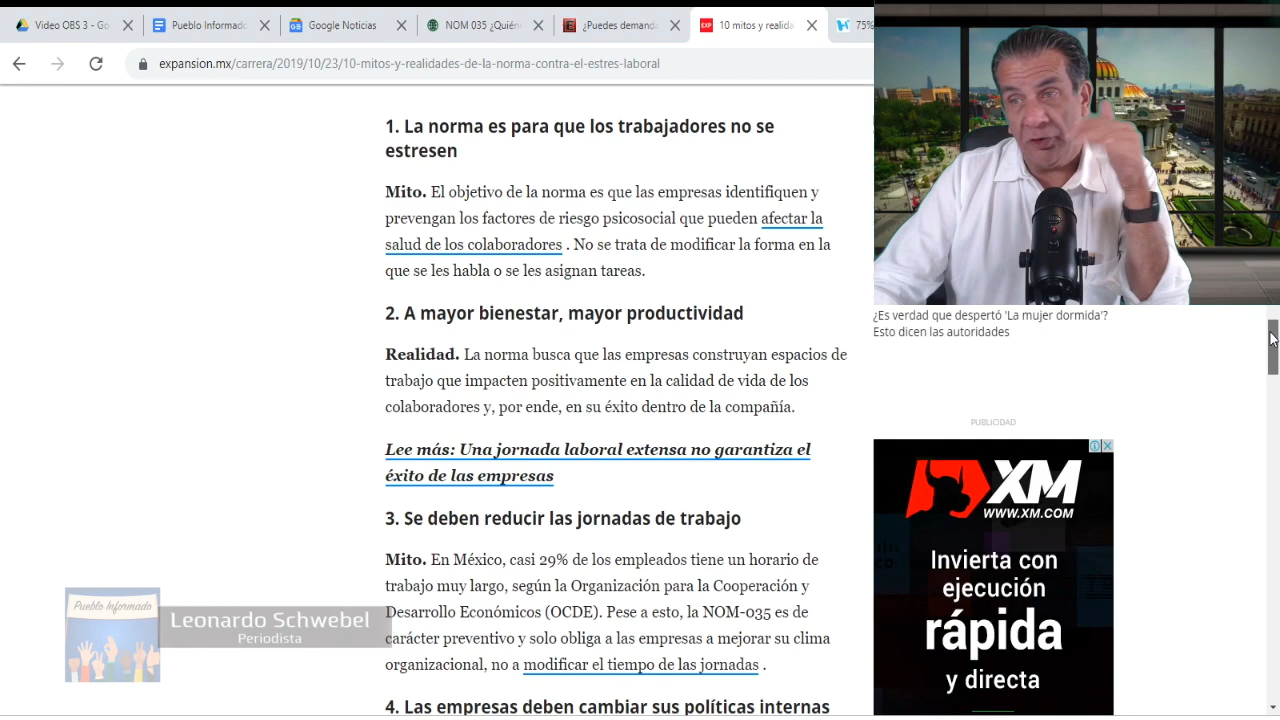 Video OBS 3 - Go
Pueblo Informado
Google Noticias
NOM 035 ¿Quién
¿Puedes demanda
EXP
10 mitos y realida
75%
expansion.mx/carrera/2019/10/23/10-mitos-y-realidades-de-la-norma-contra-el-estres-laboral
1. La norma es para que los trabajadores no se
estresen
Mito. El objetivo de la norma es que las empresas identifiquen y
prevengan los factores de riesgo psicosocial que pueden afectar la
salud de los colaboradores . No se trata de modificar la forma en la
que se les habla o se les asignan tareas.
2. A mayor bienestar, mayor productividad
Realidad. La norma busca que las empresas construyan espacios de
trabajo que impacten positivamente en la calidad de vida de los
colaboradores y, por ende, en su éxito dentro de la compañía.
Lee más: Una jornada laboral extensa no garantiza el
éxito de las empresas
3. Se deben reducir las jornadas de trabajo
Mito. En México, casi 29% de los empleados tiene un horario de
trabajo muy largo, según la Organización para la Cooperación y
Desarrollo Económicos (OCDE). Pese a esto, la NOM-035 es de
carácter preventivo y solo obliga a las empresas a mejorar su clima
organizacional, no a modificar el tiempo de las jornadas .
4. Las empresas deben cambiar sus políticas internas
¿Es verdad que despertó 'La mujer dormida'?
Esto dicen las autoridades
PUBLICIDAD
XM
WWW.XM.COM
Invierta con
ejecución
rápida
y directa
Pueblo Informado
Leonardo Schwebel
Periodista